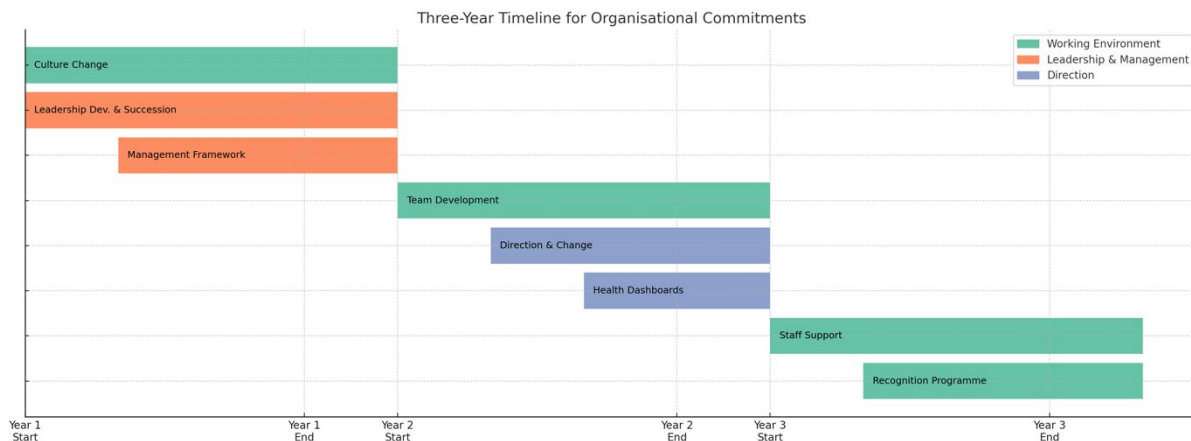 Three-Year Timeline for Organisational Commitments
Working Environment
Leadership & Management
Direction
Culture Change
Leadership Dev. & Succession
Management Framework
Team Development
Direction & Change
Health Dashboards
Staff Support
Recognition Programme
Year 1
Start
Year 1
End
Year 2
Start
Year 2
End
Year 3
Start
Year 3
End